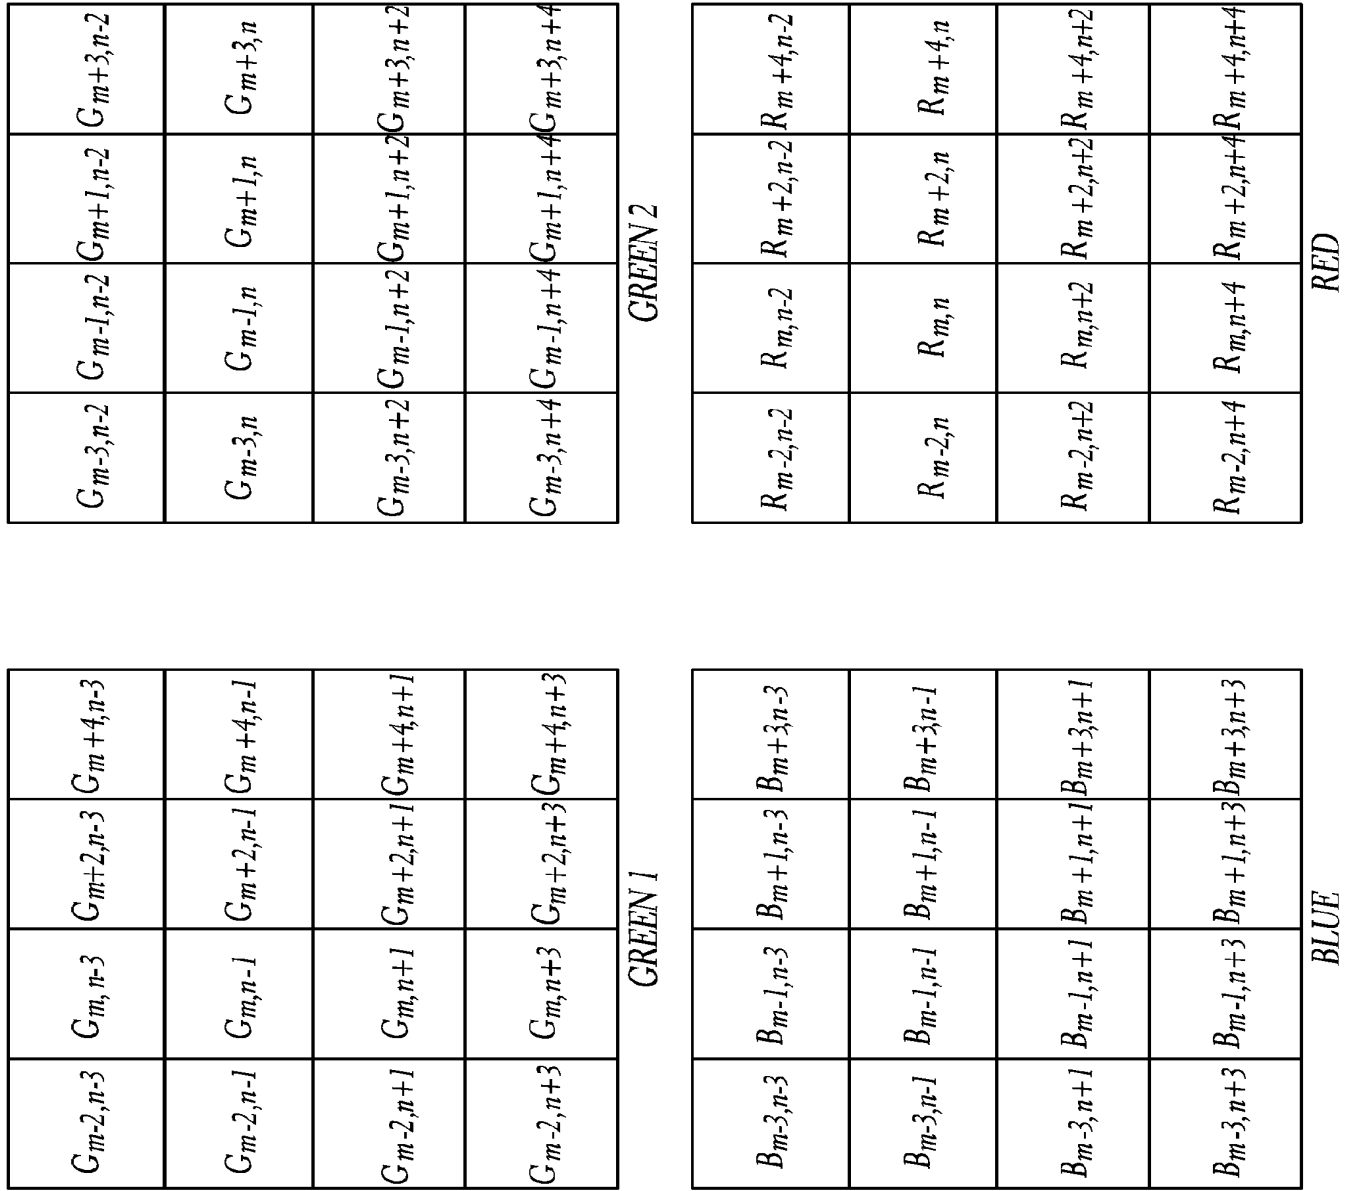 Gm-2,n-3 Gm,n-3 Gm+2,n-3 Gm+4,n-3
Gm-2,n-1 Gm,n-1 Gm+2,n-1 Gm+4,n-1
Gm-2,n+1 Gm,n+1 Gm+2,n+1 Gm+4,n+1
Gm-2,n+3 Gm,n+3 Gm+2,n+3 Gm+4,n+3
GREEN 1
Gm-3,n-2 Gm-1,n-2 Gm+1,n-2 Gm+3,n-2
Gm-3,n Gm-1,n Gm+1,n Gm+3,n
Gm-3,n+2 Gm-1,n+2 Gm+1,n+2 Gm+3,n+2
Gm-3,n+4 Gm-1,n+4 Gm+1,n+4 Gm+3,n+4
GREEN 2
Bm-3,n-3 Bm-1,n-3 Bm+1,n-3 Bm+3,n-3
Bm-3,n-1 Bm-1,n-1 Bm+1,n-1 Bm+3,n-1
Bm-3,n+1 Bm-1,n+1 Bm+1,n+1 Bm+3,n+1
Bm-3,n+3 Bm-1,n+3 Bm+1,n+3 Bm+3,n+3
BLUE
Rm-2,n-2 Rm,n-2 Rm+2,n-2 Rm+4,n-2
Rm-2,n Rm,n Rm+2,n Rm+4,n
Rm-2,n+2 Rm,n+2 Rm+2,n+2 Rm+4,n+2
Rm-2,n+4 Rm,n+4 Rm+2,n+4 Rm+4,n+4
RED